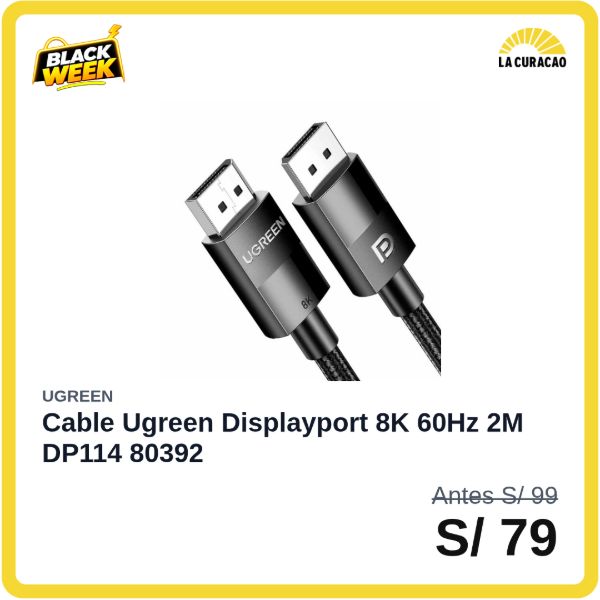 BLACK
WEEK
LA CURACAO
UGREEN
8K
UGREEN
Cable Ugreen Displayport 8K 60Hz 2M
DP114 80392
Antes S/ 99
S/ 79